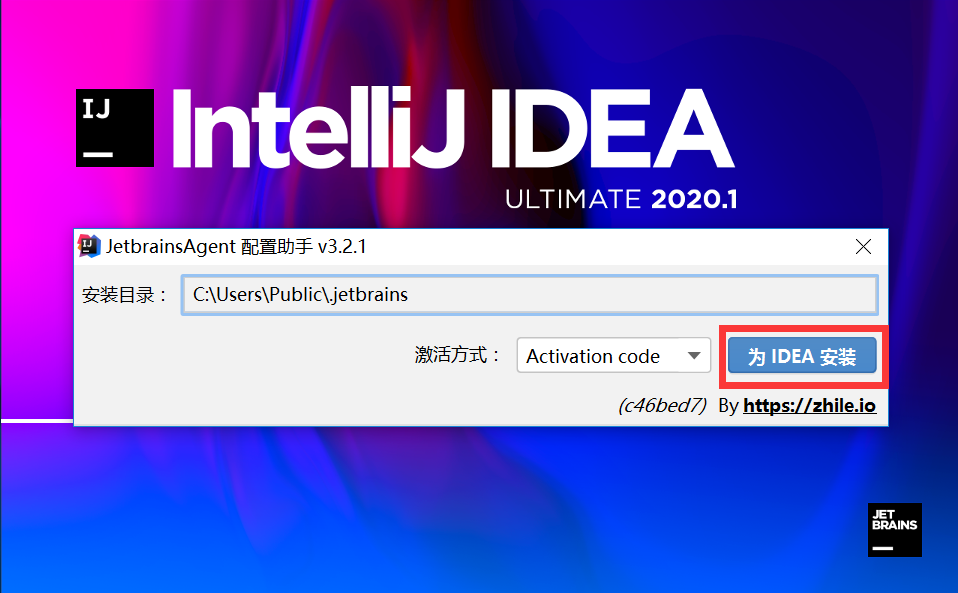 IJ
IntelliJ IDEA
ULTIMATE 2020.1
IJ
JetbrainsAgent 配置助手 v3.2.1
安装目录： C:\Users\Public\.jetbrains
激活方式： Activation code 为 IDEA 安装
(c46bed7) By https://zhile.io
JET
BRAINS